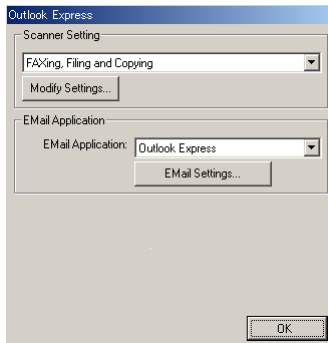 Outlook Express
Scanner Setting
FAXing, Filing and Copying
Modify Settings...
EMail Application
EMail Application: Outlook Express
EMail Settings...
OK